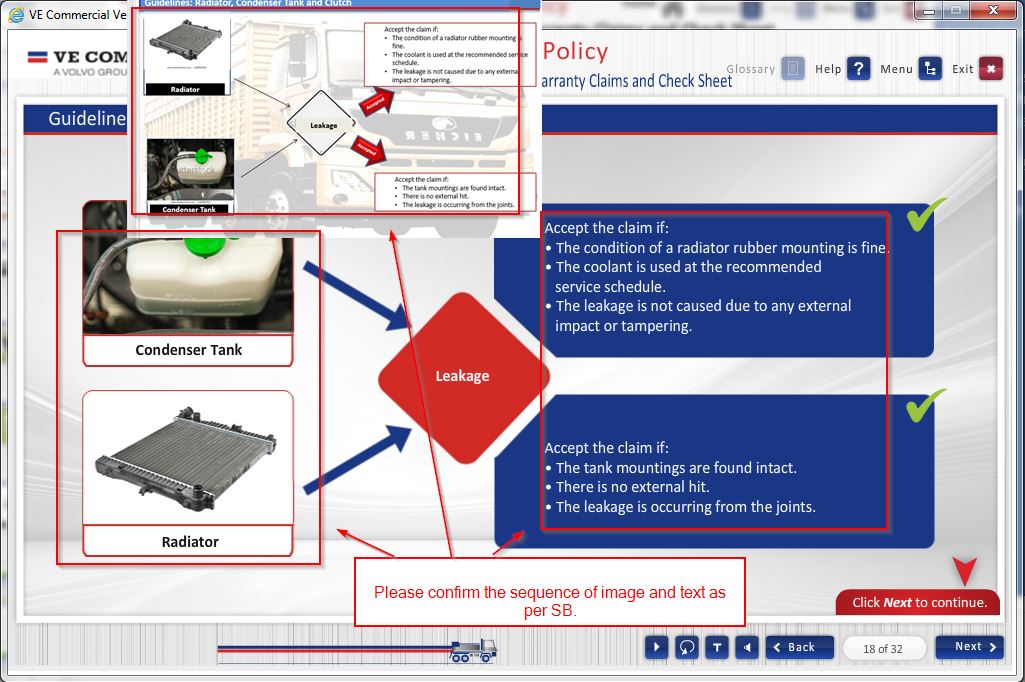 VE Commercial Ve
Guidelines: Radiator, Condenser Tank and Clutch
VE COM
A VOLVO GROU
Policy
arranty Claims and Check Sheet
Glossary
Help
?
Menu
Exit
Guideline
Radiator
Condenser Tank
Leakage
Accepted
Accepted
EICHER
Accept the claim if:
• The condition of a radiator rubber mounting is
fine.
• The coolant is used at the recommended service
schedule.
• The leakage is not caused due to any external
impact or tampering.
Accept the claim if:
• The tank mountings are found intact.
• There is no external hit.
• The leakage is occurring from the joints.
Condenser Tank
Radiator
Leakage
Accept the claim if:
• The condition of a radiator rubber mounting is fine.
• The coolant is used at the recommended
service schedule.
• The leakage is not caused due to any external
impact or tampering.
Accept the claim if:
• The tank mountings are found intact.
• There is no external hit.
• The leakage is occurring from the joints.
Please confirm the sequence of image and text as
per SB.
Click Next to continue.
T
Back
18 of 32
Next